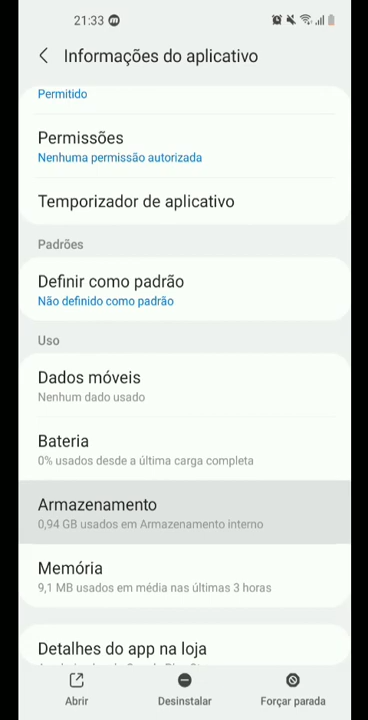 21:33
Informações do aplicativo
Permitido
Permissões
Nenhuma permissão autorizada
Temporizador de aplicativo
Padrões
Definir como padrão
Não definido como padrão
Uso
Dados móveis
Nenhum dado usado
Bateria
0% usados desde a última carga completa
Armazenamento
0,94 GB usados em Armazenamento interno
Memória
9,1 MB usados em média nas últimas 3 horas
Detalhes do app na loja
Abrir
Desinstalar
Forçar parada